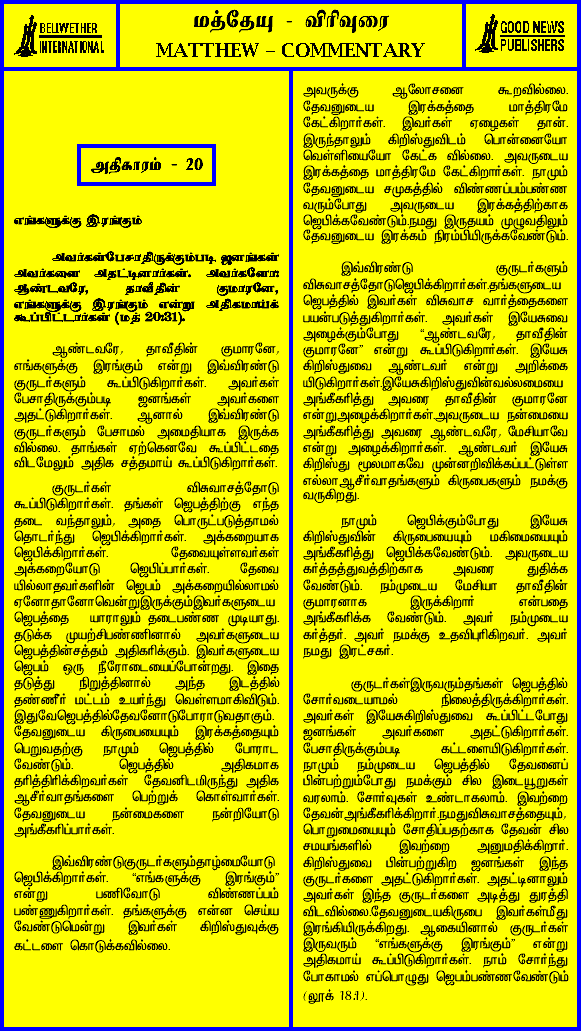 BELIWETHER
INTERNATIONAL
மத்தேயு - விரிவுரை
MATTHEW – COMMENTARY
GOOD NEWS
PUBLISHERS
அதிகாரம் - 20
எங்களுக்கு இரங்கும்
அவர்கள்பேசாதிருக்கும்படி ஜனங்கள்
அவர்களை அதட்டினார்கள். அவர்களோ:
ஆண்டவரே, தாவீதின் குமாரனே,
எங்களுக்கு இரங்கும் என்று அதிகமாய்க்
கூப்பிட்டார்கள் (மத் 20:31).
ஆண்டவரே, தாவீதின் குமாரனே,
எங்களுக்கு இரங்கும் என்று இவ்விரண்டு
குருடர்களும் கூப்பிடுகிறார்கள். அவர்கள்
பேசாதிருக்கும்படி ஜனங்கள் அவர்களை
அதட்டுகிறார்கள். ஆனால் இவ்விரண்டு
குருடர்களும் பேசாமல் அமைதியாக இருக்க
வில்லை. தாங்கள் ஏற்கெனவே கூப்பிட்டதை
விடமேலும் அதிக சத்தமாய் கூப்பிடுகிறார்கள்.
குருடர்கள் விசுவாசத்தோடு
கூப்பிடுகிறார்கள். தங்கள் ஜெபத்திற்கு எந்த
தடை வந்தாலும், அதை பொருட்படுத்தாமல்
தொடர்ந்து ஜெபிக்கிறார்கள். அக்கறையாக
ஜெபிக்கிறார்கள். தேவையுள்ளவர்கள்
அக்கறையோடு ஜெபிப்பார்கள். தேவை
யில்லாதவர்களின் ஜெபம் அக்கறையில்லாமல்
ஏனோதானோவென்றுஇருக்கும்இவர்களுடைய
ஜெபத்தை யாராலும் தடைபண்ண முடியாது.
தடுக்க முயற்சிபண்ணினால் அவர்களுடைய
ஜெபத்தின்சத்தம் அதிகரிக்கும். இவர்களுடைய
ஜெபம் ஒரு நீரோடையைப்போன்றது. இதை
தடுத்து நிறுத்தினால் அந்த இடத்தில்
தண்ணீர் மட்டம் உயர்ந்து வெள்ளமாகிவிடும்.
இதுவேஜெபத்தில்தேவனோடுபோராடுவதாகும்.
தேவனுடைய கிருபையையும் இரக்கத்தையும்
பெறுவதற்கு நாமும் ஜெபத்தில் போராட
வேண்டும். ஜெபத்தில் அதிகமாக
தரித்திரிக்கிறவர்கள் தேவனிடமிருந்து அதிக
ஆசீர்வாதங்களை பெற்றுக் கொள்வார்கள்.
தேவனுடைய நன்மைகளை நன்றியோடு
அங்கீகரிப்பார்கள்.
இவ்விரண்டுகுருடர்களும்தாழ்மையோடு
ஜெபிக்கிறார்கள். “எங்களுக்கு இரங்கும்”
என்று பணிவோடு விண்ணப்பம்
பண்ணுகிறார்கள். தங்களுக்கு என்ன செய்ய
வேண்டுமென்று இவர்கள் கிறிஸ்துவுக்கு
கட்டளை கொடுக்கவில்லை.
அவருக்கு ஆலோசனை கூறவில்லை.
தேவனுடைய இரக்கத்தை மாத்திரமே
கேட்கிறார்கள். இவர்கள் ஏழைகள் தான்.
இருந்தாலும் கிறிஸ்துவிடம் பொன்னையோ
வெள்ளியையோ கேட்க வில்லை. அவருடைய
இரக்கத்தை மாத்திரமே கேட்கிறார்கள். நாமும்
தேவனுடைய சமுகத்தில் விண்ணப்பம்பண்ண
வரும்போது அவருடைய இரக்கத்திற்காக
ஜெபிக்கவேண்டும்.நமது இருதயம் முழுவதிலும்
தேவனுடைய இரக்கம் நிரம்பியிருக்கவேண்டும்.
இவ்விரண்டு குருடர்களும்
விசுவாசத்தோடுஜெபிக்கிறார்கள்.தங்களுடைய
ஜெபத்தில் இவர்கள் விசுவாச வார்த்தைகளை
பயன்படுத்துகிறார்கள். அவர்கள் இயேசுவை
அழைக்கும்போது “ஆண்டவரே, தாவீதின்
குமாரனே” என்று கூப்பிடுகிறார்கள். இயேசு
கிறிஸ்துவை ஆண்டவர் என்று அறிக்கை
யிடுகிறார்கள்.இயேசுகிறிஸ்துவின்வல்லமையை
அங்கீகரித்து அவரை தாவீதின் குமாரனே
என்றுஅழைக்கிறார்கள்.அவருடைய நன்மையை
அங்கீகரித்து அவரை ஆண்டவரே, மேசியாவே
என்று அழைக்கிறார்கள். ஆண்டவர் இயேசு
கிறிஸ்து மூலமாகவே முன்னறிவிக்கப்பட்டுள்ள
எல்லாஆசீர்வாதங்களும் கிருபைகளும் நமக்கு
வருகிறது.
நாமும் ஜெபிக்கும்போது இயேசு
கிறிஸ்துவின் கிருபையையும் மகிமையையும்
அங்கீகரித்து ஜெபிக்கவேண்டும். அவருடைய
கர்த்தத்துவத்திற்காக அவரை துதிக்க
வேண்டும். நம்முடைய மேசியா தாவீதின்
குமாரனாக இருக்கிறார் என்பதை
அங்கீகரிக்க வேண்டும். அவர் நம்முடைய
கர்த்தர். அவர் நமக்கு உதவிபுரிகிறவர். அவர்
நமது இரட்சகர்.
குருடர்கள்இருவரும்தங்கள் ஜெபத்தில்
சோர்வடையாமல் நிலைத்திருக்கிறார்கள்.
அவர்கள் இயேசுகிறிஸ்துவை கூப்பிட்டபோது
ஜனங்கள் அவர்களை அதட்டுகிறார்கள்.
பேசாதிருக்கும்படி கட்டளையிடுகிறார்கள்.
நாமும் நம்முடைய ஜெபத்தில் தேவனைப்
பின்பற்றும்போது நமக்கும் சில இடையூறுகள்
வரலாம். சோர்வுகள் உண்டாகலாம். இவற்றை
தேவன்அங்கீகரிக்கிறார்.நமதுவிசுவாசத்தையும்,
பொறுமையையும் சோதிப்பதற்காக தேவன் சில
சமயங்களில் இவற்றை அனுமதிக்கிறார்.
கிறிஸ்துவை பின்பற்றுகிற ஜனங்கள் இந்த
குருடர்களை அதட்டுகிறார்கள். அதட்டினாலும்
அவர்கள் இந்த குருடர்களை அடித்து துரத்தி
விடவில்லை.தேவனுடையகிருபை இவர்கள்மீது
இரங்கியிருக்கிறது. ஆகையினால் குருடர்கள்
இருவரும் “எங்களுக்கு இரங்கும்” என்று
அதிகமாய் கூப்பிடுகிறார்கள். நாம் சோர்ந்து
போகாமல் எப்பொழுது ஜெபம்பண்ணவேண்டும்
(லூக் 18:1).